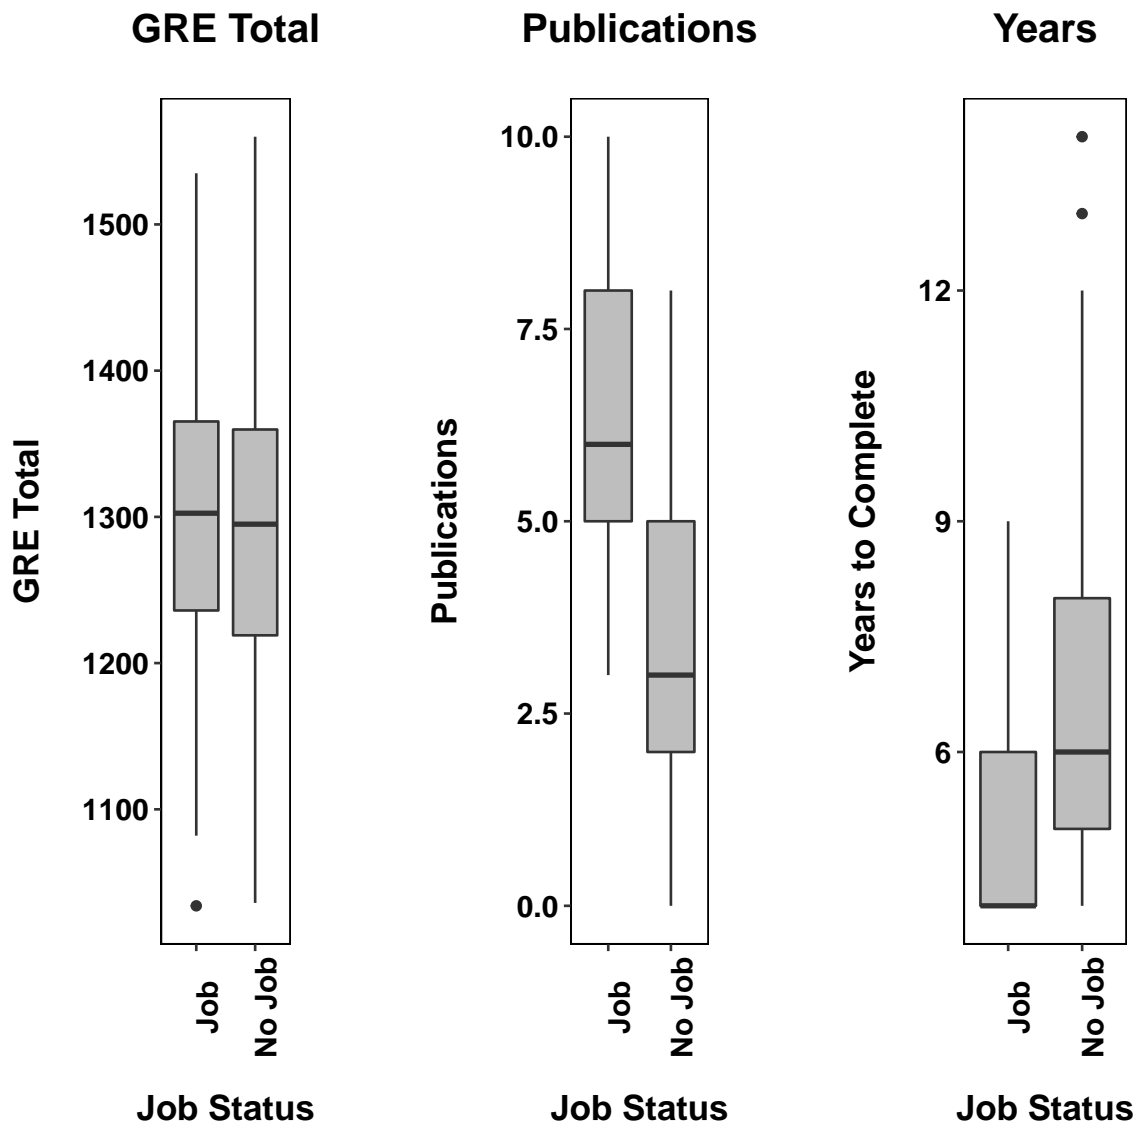 GRE Total
Publications
Years
GRE Total
1500
1400
1300
1200
1100
Job
No Job
Job Status
Publications
10.0
7.5
5.0
2.5
0.0
Job
No Job
Job Status
Years to Complete
12
9
6
Job
No Job
Job Status